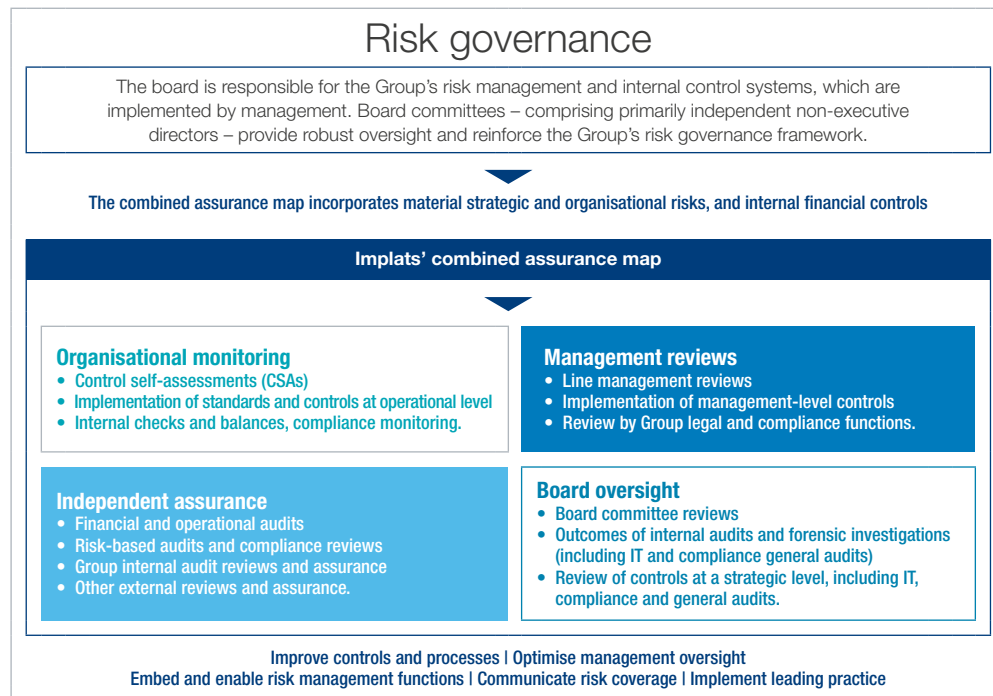 Risk governance
The board is responsible for the Group’s risk management and internal control systems, which are
implemented by management. Board committees – comprising primarily independent non-executive
directors – provide robust oversight and reinforce the Group’s risk governance framework.
The combined assurance map incorporates material strategic and organisational risks, and internal financial controls
Implats’ combined assurance map
Organisational monitoring
• Control self-assessments (CSAs)
• Implementation of standards and controls at operational level
• Internal checks and balances, compliance monitoring.
Management reviews
• Line management reviews
• Implementation of management-level controls
• Review by Group legal and compliance functions.
Independent assurance
• Financial and operational audits
• Risk-based audits and compliance reviews
• Group internal audit reviews and assurance
• Other external reviews and assurance.
Board oversight
• Board committee reviews
• Outcomes of internal audits and forensic investigations
(including IT and compliance general audits)
• Review of controls at a strategic level, including IT,
compliance and general audits.
Improve controls and processes | Optimise management oversight
Embed and enable risk management functions | Communicate risk coverage | Implement leading practice